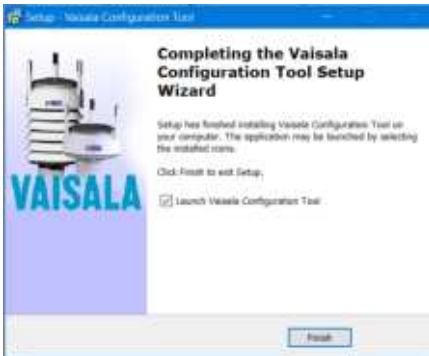 Setup - Vaisala Configuration Tool
Completing the Vaisala
Configuration Tool Setup
Wizard
Setup has finished installing Vaisala Configuration Tool on
your computer. The application may be launched by selecting
the installed icons.
Click Finish to exit Setup.
VAISALA
Launch Vaisala Configuration Tool
Finish